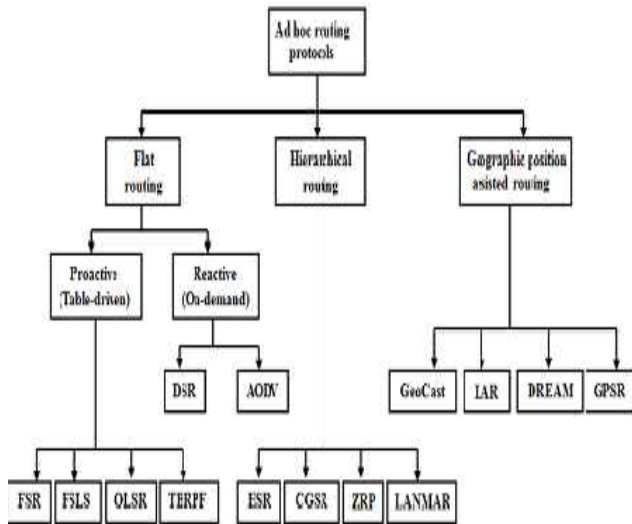 Ad hoc routing
protocols
Flat
routing
Hierarchical
routing
Geographic position
assisted routing
Proactive
(Table-driven)
Reactive
(On-demand)
DSR
AODV
GeoCast
LAR
DREAM
GPSR
FSR
FSLS
OLSR
TERPF
CGSR
ZRP
LANMAR